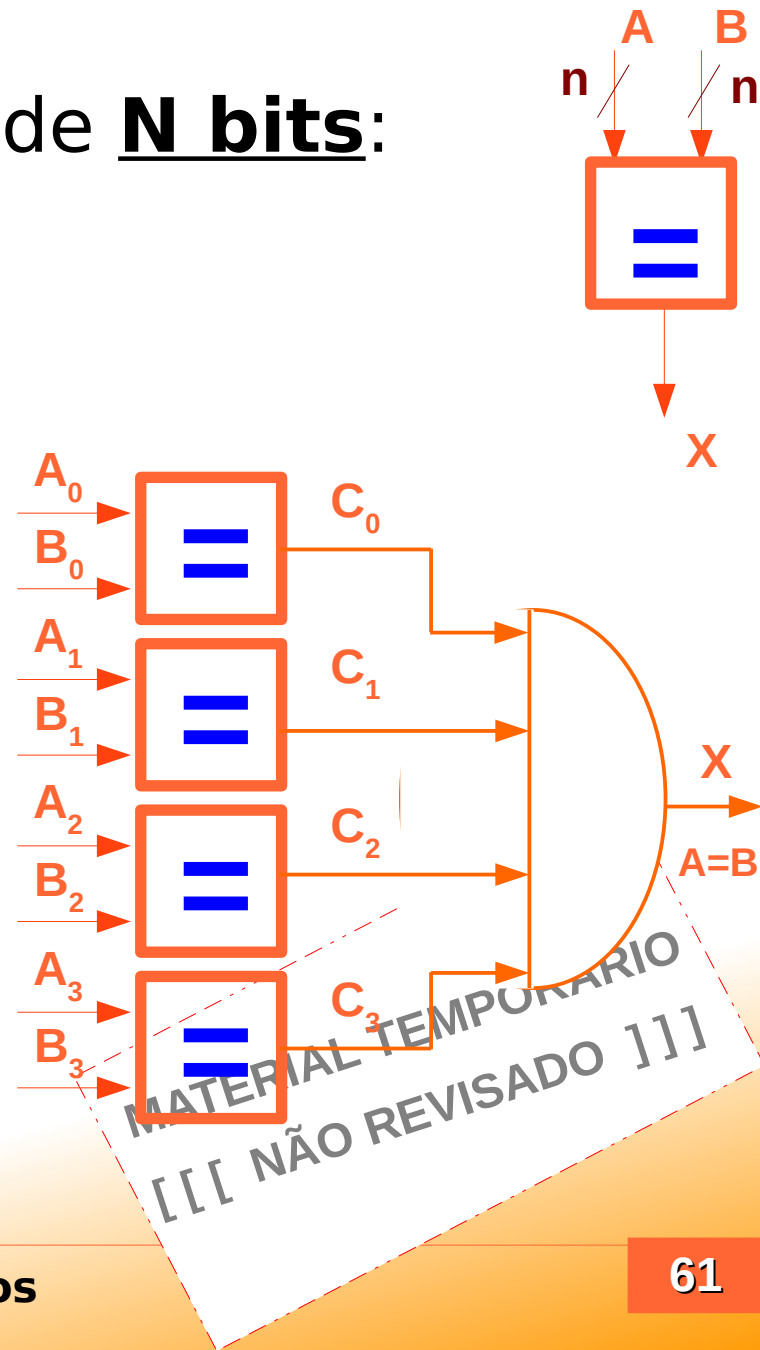 A B
n n
de N bits:
=
X
A0
C0
B0
=
A1
C1
B1
=
X
A2
C2
A=B
B2
=
A3
C3
B3
=
MATERIAL TEMPORÁRIO
[ [ [ NÃO REVISADO ] ] ]
os
61